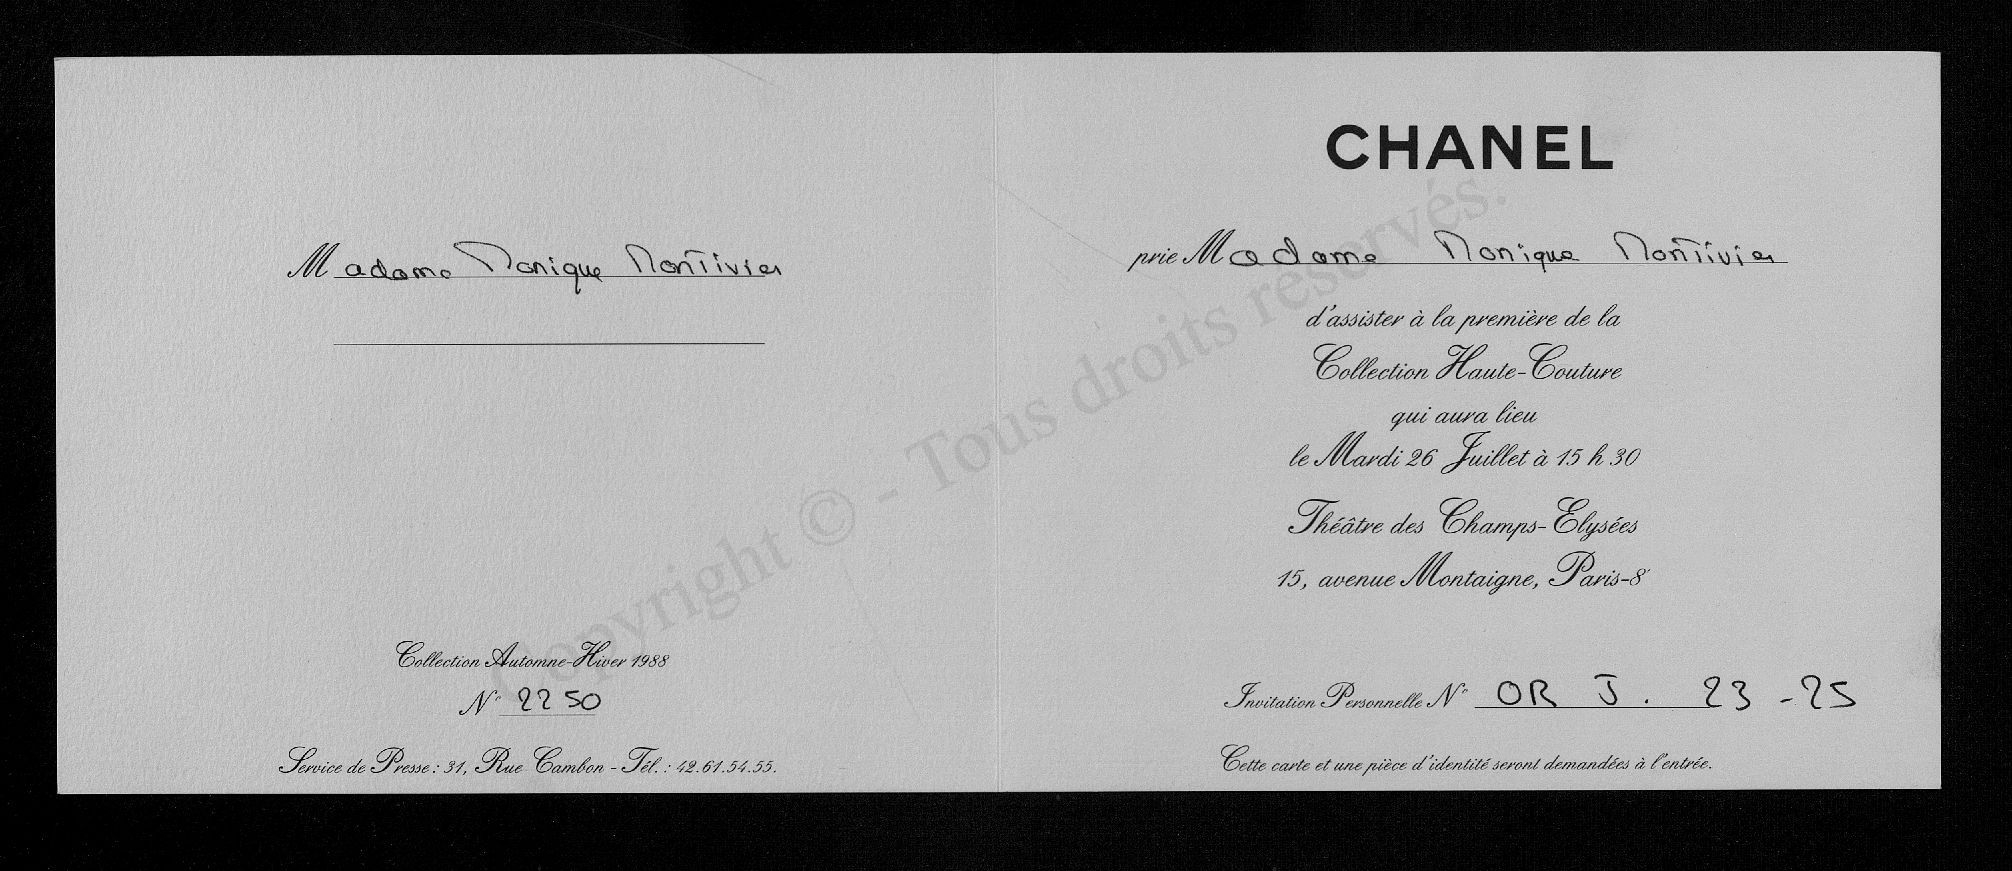 Madame Monique Montivier
Collection Automne-Hiver 1988
N° 2250
Service de Presse : 31, Rue Cambon - Tél. : 42.61.54.55.
CHANEL
prie Madame Monique Montivier
d'assister à la première de la
Collection Haute-Couture
qui aura lieu
le Mardi 26 Juillet à 15 h 30
Théâtre des Champs-Elysées
15, avenue Montaigne, Paris-8ᵉ
Invitation Personnelle N° OR J. 23-25
Cette carte et une pièce d'identité seront demandées à l'entrée.
Copyright © - Tous droits réservés.